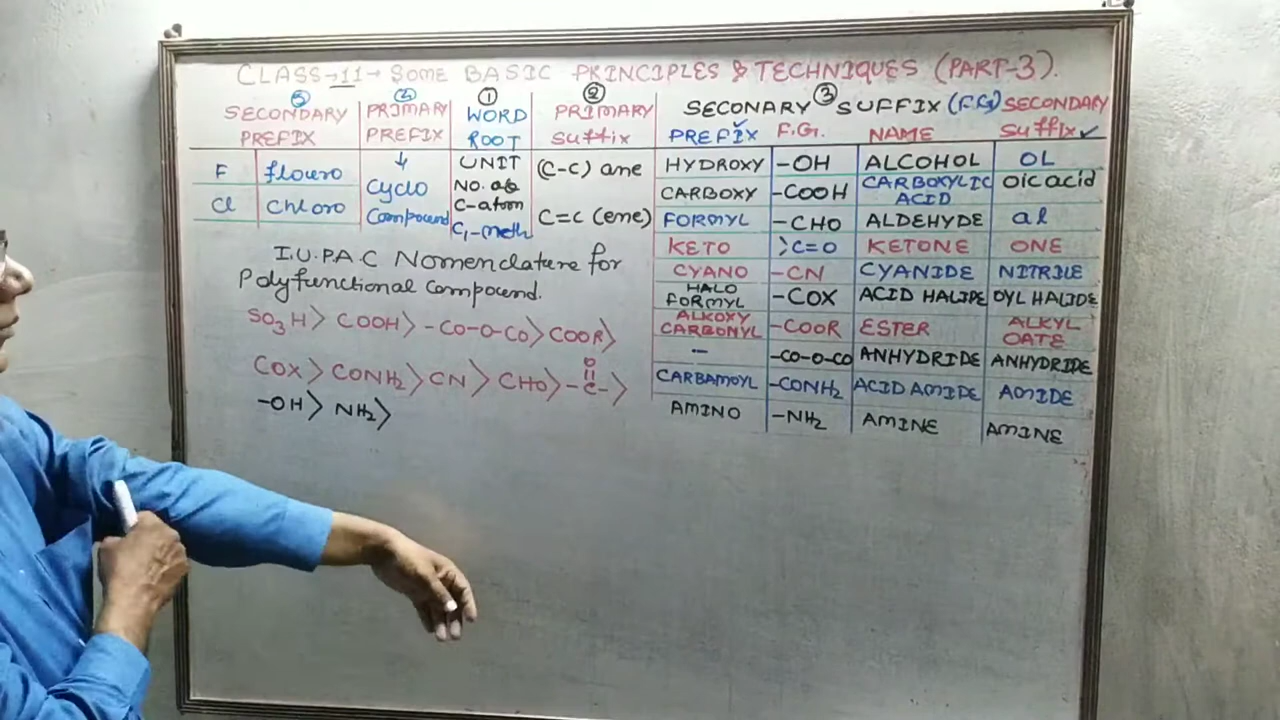 CLASS→11→ SOME BASIC PRINCIPLES & TECHNIQUES (PART-3).
⑤ ④ ① ② ③
SECONDARY PREFIX
PRIMARY PREFIX
WORD ROOT
PRIMARY SUFFIX
SECONARY SUFFIX (F.G)
PREFIX ✓ F.G. NAME SECONDARY SUFFIX ✓
F flouro
Cl Chloro
↓
Cyclo
Compound
UNIT
NO. of
C-atom
C₁-meth
(C-C) ane
C=C (ene)
HYDROXY -OH ALCOHOL OL
CARBOXY -COOH CARBOXYLIC ACID oic acid
FORMYL -CHO ALDEHYDE al
KETO >C=O KETONE ONE
CYANO -CN CYANIDE NITRILE
HALO FORMYL -COX ACID HALIDE OYL HALIDE
ALKOXY CARBONYL -COOR ESTER ALKYL OATE
- -CO-O-CO ANHYDRIDE ANHYDRIDE
CARBAMOYL -CONH₂ ACID AMIDE AMIDE
AMINO -NH₂ AMINE AMINE
I.U.P.A.C Nomenclature for
Polyfunctional Compound.
SO₃H > COOH > -CO-O-CO > COOR >
COX > CONH₂ > CN > CHO > -C(=O)- >
-OH > NH₂ >